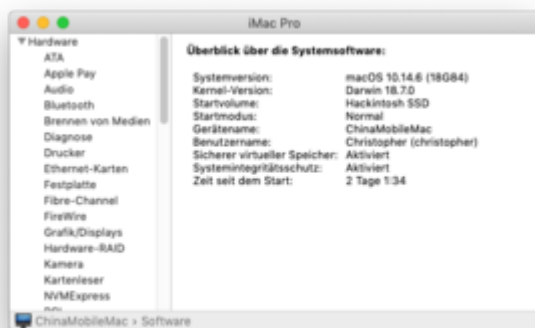 iMac Pro
Hardware
ATA
Apple Pay
Audio
Bluetooth
Brennen von Medien
Diagnose
Drucker
Ethernet-Karten
Festplatte
Fibre-Channel
FireWire
Grafik/Displays
Hardware-RAID
Kamera
Kartenleser
NVMExpress
Überblick über die Systemsoftware:
Systemversion: macOS 10.14.6 (18G84)
Kernel-Version: Darwin 18.7.0
Startvolume: Hackintosh SSD
Startmodus: Normal
Gerätename: ChinaMobileMac
Benutzername: Christopher (christopher)
Sicherer virtueller Speicher: Aktiviert
Systemintegritätsschutz: Aktiviert
Zeit seit dem Start: 2 Tage 1:34
ChinaMobileMac › Software